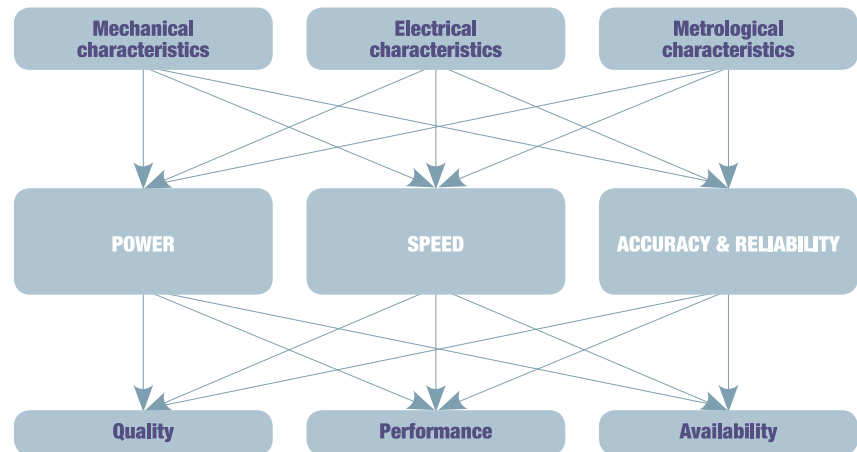 Mechanical
characteristics
Electrical
characteristics
Metrological
characteristics
POWER
SPEED
ACCURACY & RELIABILITY
Quality
Performance
Availability